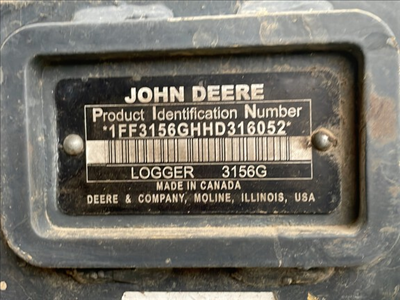 JOHN DEERE
Product Identification Number
*1FF3156GHHD316052*
LOGGER 3156G
MADE IN CANADA
DEERE & COMPANY, MOLINE, ILLINOIS, USA